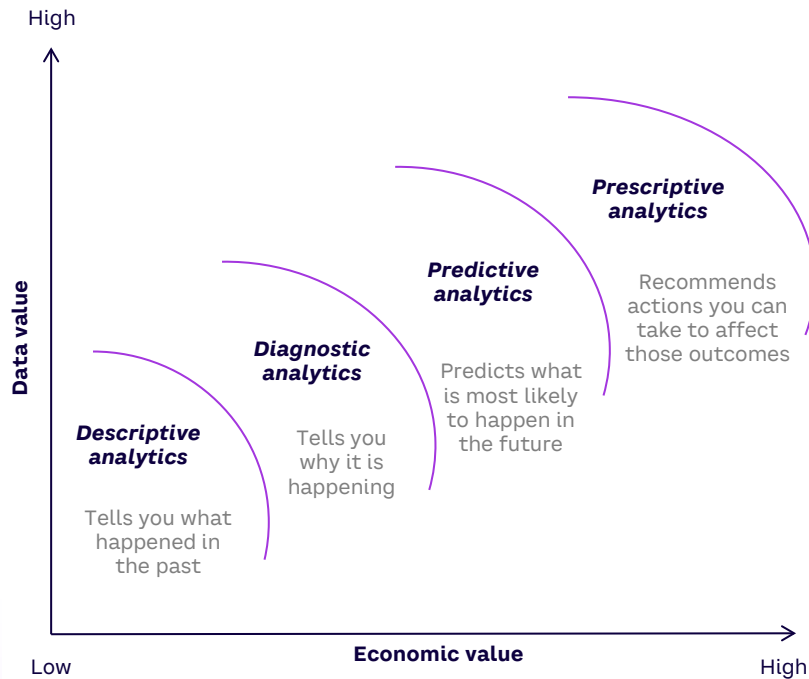 High
Prescriptive
analytics
Recommends
actions you can
take to affect
those outcomes
Predictive
analytics
Predicts what
is most likely
to happen in
the future
Diagnostic
analytics
Tells you
why it is
happening
Descriptive
analytics
Tells you what
happened in
the past
Data value
Low
Economic value
High